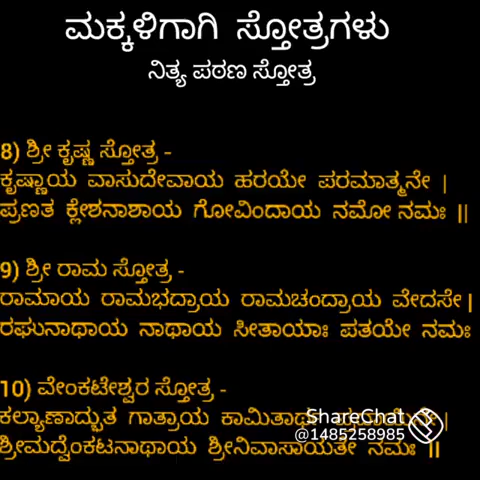 ಮಕ್ಕಳಿಗಾಗಿ ಸ್ತೋತ್ರಗಳು
ನಿತ್ಯ ಪಠಣ ಸ್ತೋತ್ರ
8) ಶ್ರೀ ಕೃಷ್ಣ ಸ್ತೋತ್ರ -
ಕೃಷ್ಣಾಯ ವಾಸುದೇವಾಯ ಹರಯೇ ಪರಮಾತ್ಮನೇ |
ಪ್ರಣತ ಕ್ಲೇಶನಾಶಾಯ ಗೋವಿಂದಾಯ ನಮೋ ನಮಃ ||
9) ಶ್ರೀ ರಾಮ ಸ್ತೋತ್ರ -
ರಾಮಾಯ ರಾಮಭದ್ರಾಯ ರಾಮಚಂದ್ರಾಯ ವೇದಸೇ |
ರಘುನಾಥಾಯ ನಾಥಾಯ ಸೀತಾಯಾಃ ಪತಯೇ ನಮಃ
10) ವೇಂಕಟೇಶ್ವರ ಸ್ತೋತ್ರ -
ಕಲ್ಯಾಣಾದ್ಭುತ ಗಾತ್ರಾಯ |
ShareChat
@1485258985
ಶ್ರೀಮದ್ವೆಂಕಟನಾಥಾಯ ಶ್ರೀನಿವಾಸಾಯತೇ ನಮಃ ||